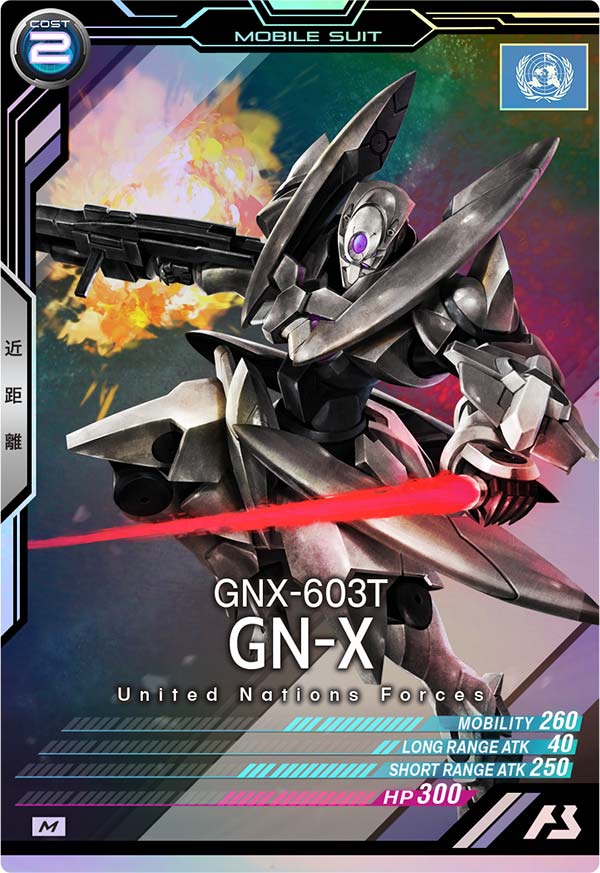 COST
2
MOBILE SUIT
近距離
GNX-603T
GN-X
United Nations Forces
MOBILITY 260
LONG RANGE ATK 40
SHORT RANGE ATK 250
HP 300
M